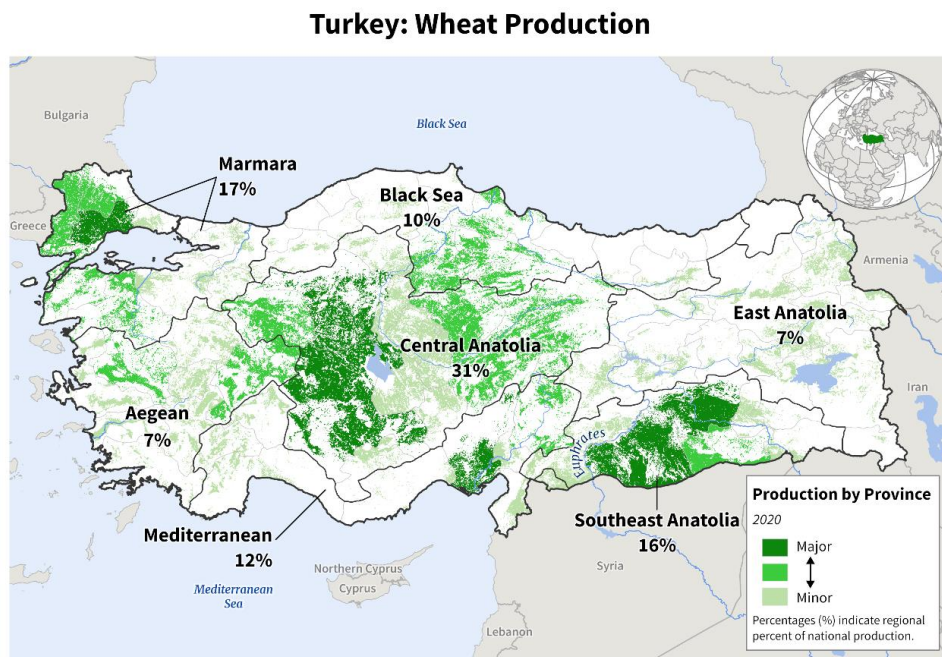 Turkey: Wheat Production
Bulgaria
Black Sea
Marmara
17%
Black Sea
10%
Greece
Armenia
East Anatolia
7%
Central Anatolia
31%
Iran
Aegean
7%
Euphrates
Mediterranean
12%
Southeast Anatolia
16%
Northern Cyprus
Cyprus
Syria
Mediterranean
Sea
Lebanon
Production by Province
2020
Major
Minor
Percentages (%) indicate regional
percent of national production.